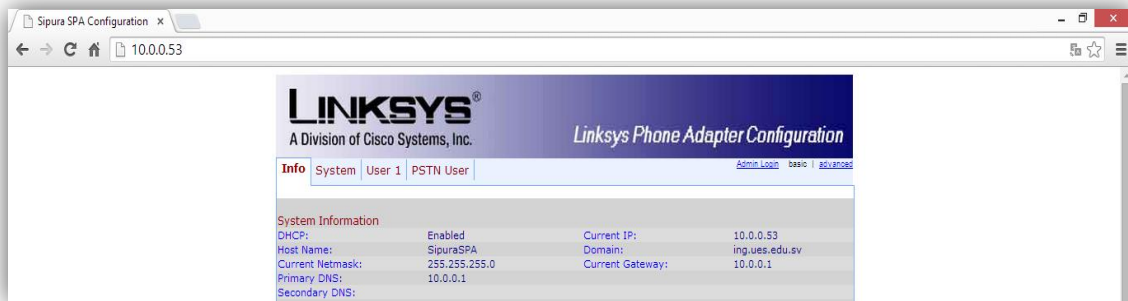 Sipura SPA Configuration
10.0.0.53
LINKSYS®
A Division of Cisco Systems, Inc.
Linksys Phone Adapter Configuration
Info System User 1 PSTN User Admin Login basic | advanced
System Information
DHCP: Enabled Current IP: 10.0.0.53
Host Name: SipuraSPA Domain: ing.ues.edu.sv
Current Netmask: 255.255.255.0 Current Gateway: 10.0.0.1
Primary DNS: 10.0.0.1
Secondary DNS: